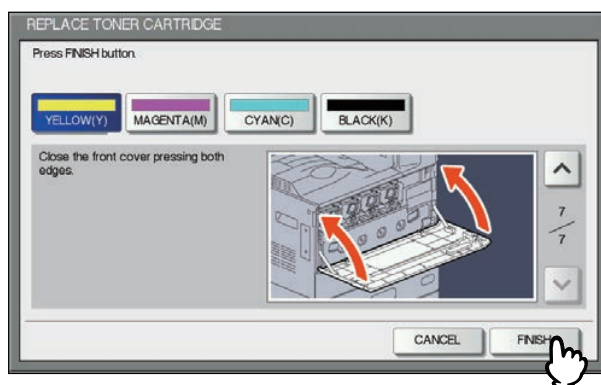 REPLACE TONER CARTRIDGE
Press FINISH button.
YELLOW(Y) MAGENTA(M) CYAN(C) BLACK(K)
Close the front cover pressing both
edges.
7
7
CANCEL FINISH